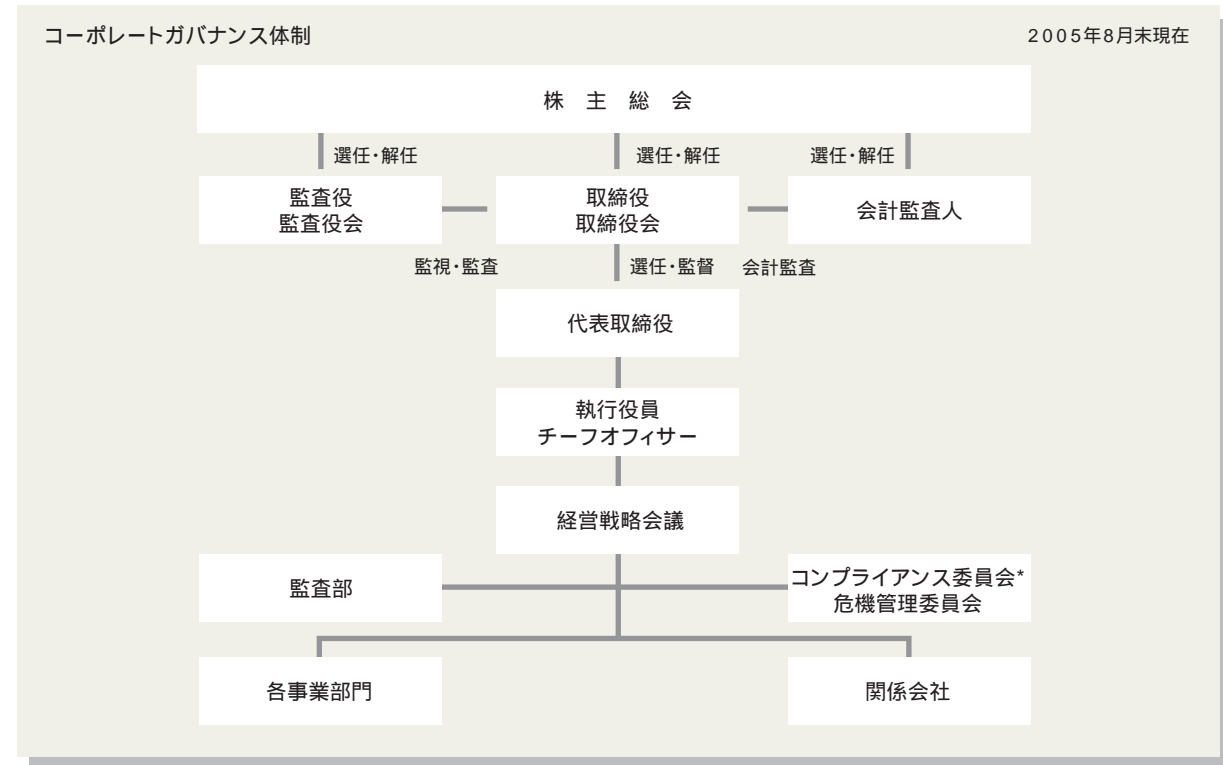 コーポレートガバナンス体制
2005年8月末現在
株 主 総 会
選任・解任
選任・解任
選任・解任
監査役
監査役会
取締役
取締役会
会計監査人
監視・監査
選任・監督
会計監査
代表取締役
執行役員
チーフオフィサー
経営戦略会議
監査部
コンプライアンス委員会*
危機管理委員会
各事業部門
関係会社